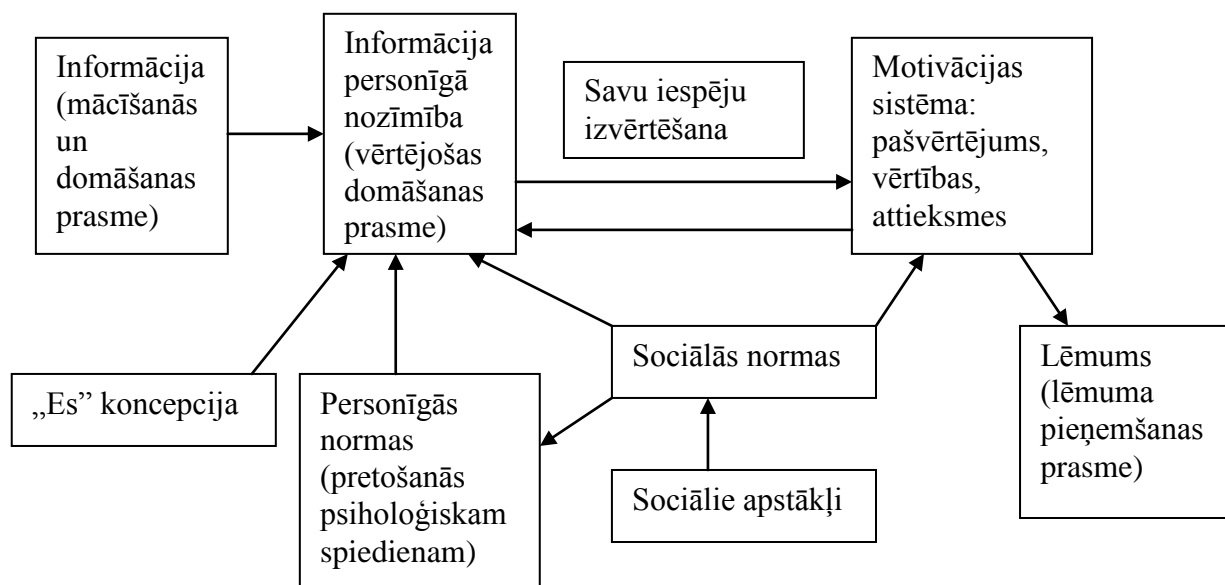 Informācija
(mācīšanās
un
domāšanas
prasme)
Informācija
personīgā
nozīmība
(vērtējošas
domāšanas
prasme)
Savu iespēju
izvērtēšana
Motivācijas
sistēma:
pašvērtējums,
vērtības,
attieksmes
„Es” koncepcija
Personīgās
normas
(pretošanās
psiholoģiskam
spiedienam)
Sociālās normas
Sociālie apstākļi
Lēmums
(lēmuma
pieņemšanas
prasme)